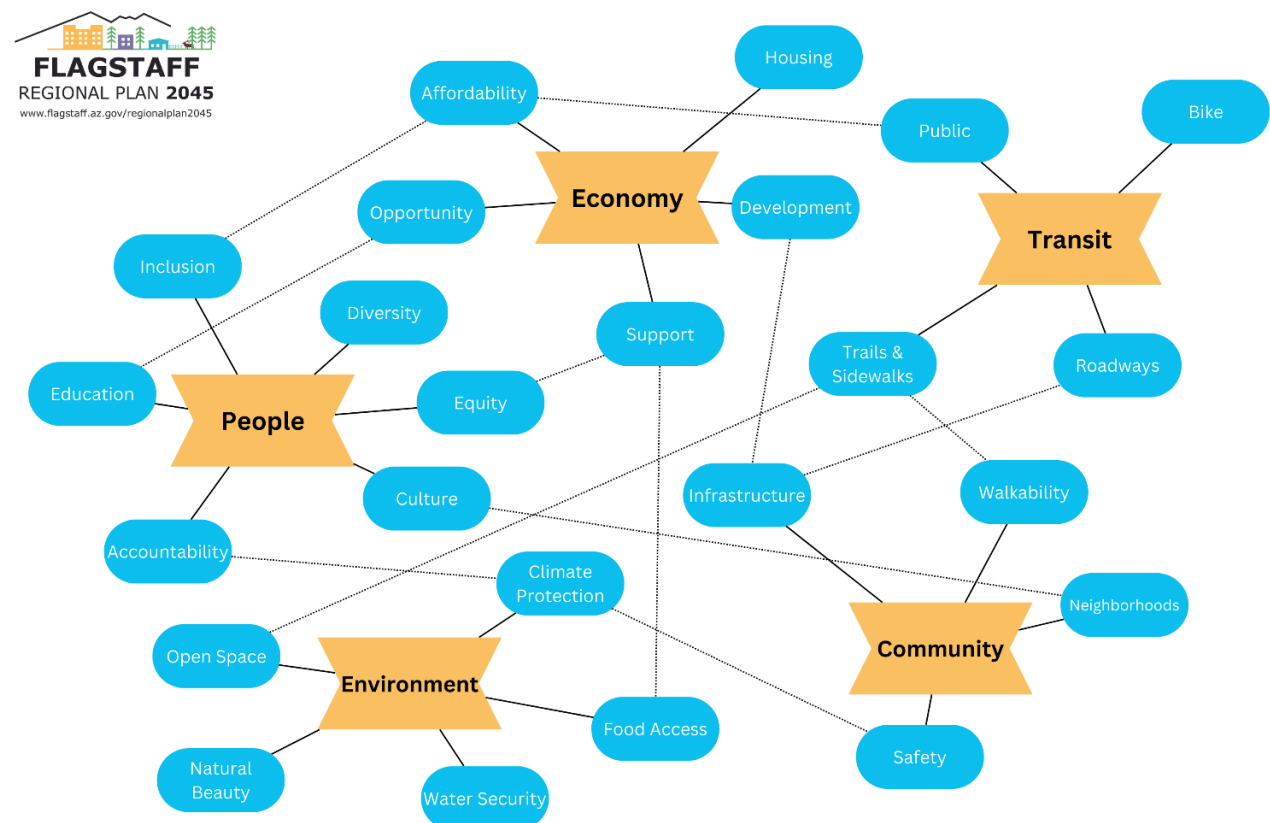 FLAGSTAFF
REGIONAL PLAN 2045
www.flagstaff.az.gov/regionalplan2045
Housing
Affordability
Bike
Public
Economy
Development
Opportunity
Transit
Inclusion
Diversity
Support
Trails &
Sidewalks
Roadways
Education
Equity
People
Infrastructure
Walkability
Culture
Accountability
Climate
Protection
Neighborhoods
Open Space
Community
Environment
Food Access
Safety
Natural
Beauty
Water Security